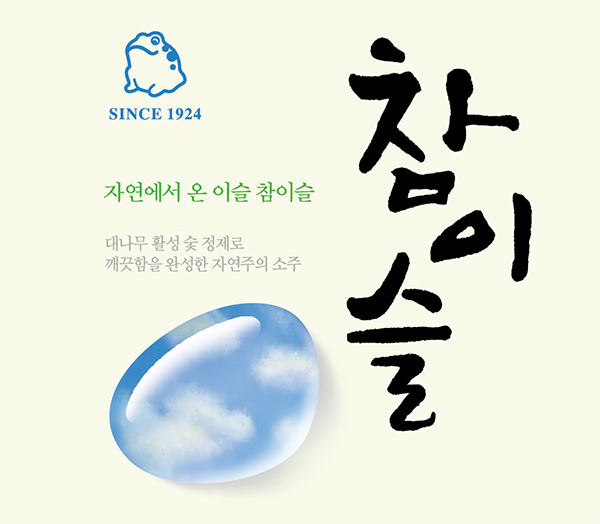 SINCE 1924
자연에서 온 이슬 참이슬
대나무 활성 숯 정제로
깨끗함을 완성한 자연주의 소주
참이슬